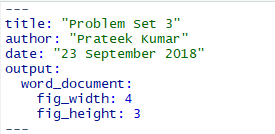 ---
title: "Problem Set 3"
author: "Prateek Kumar"
date: "23 September 2018"
output:
  word_document:
    fig_width: 4
    fig_height: 3
---